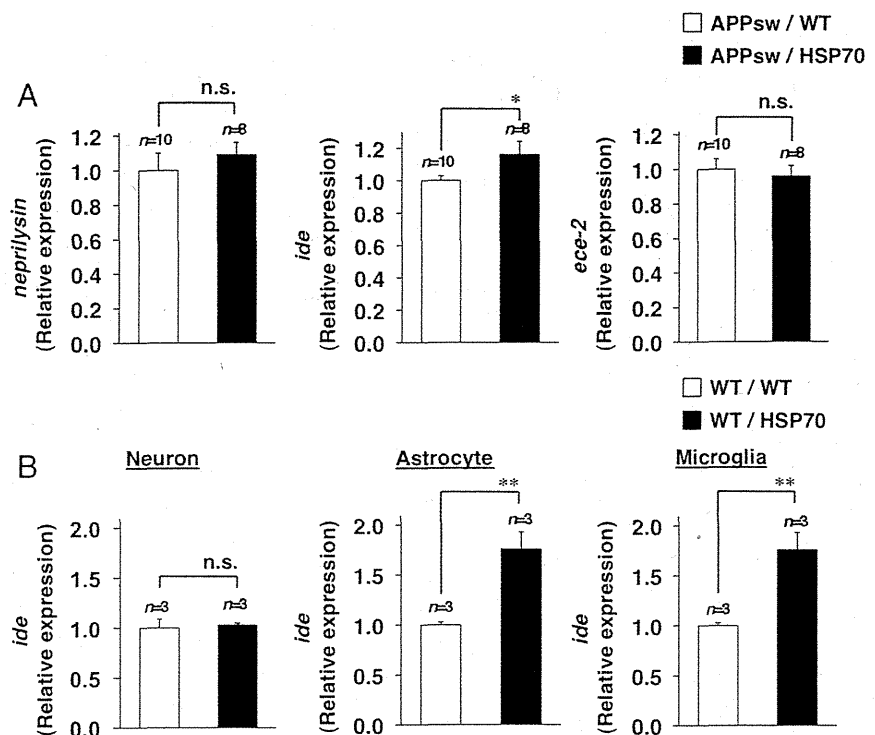 APPsw / WT
APPsw / HSP70
A
n.s.
n=10
n=8
1.2
1.0
0.8
0.6
0.4
0.2
0.0
neprilysin
(Relative expression)
*
n=10
n=8
1.2
1.0
0.8
0.6
0.4
0.2
0.0
ide
(Relative expression)
n.s.
n=10
n=8
1.2
1.0
0.8
0.6
0.4
0.2
0.0
ece-2
(Relative expression)
WT / WT
WT / HSP70
B
Neuron
n.s.
n=3
n=3
2.0
1.5
1.0
0.5
0.0
ide
(Relative expression)
Astrocyte
**
n=3
n=3
2.0
1.5
1.0
0.5
0.0
ide
(Relative expression)
Microglia
**
n=3
n=3
2.0
1.5
1.0
0.5
0.0
ide
(Relative expression)